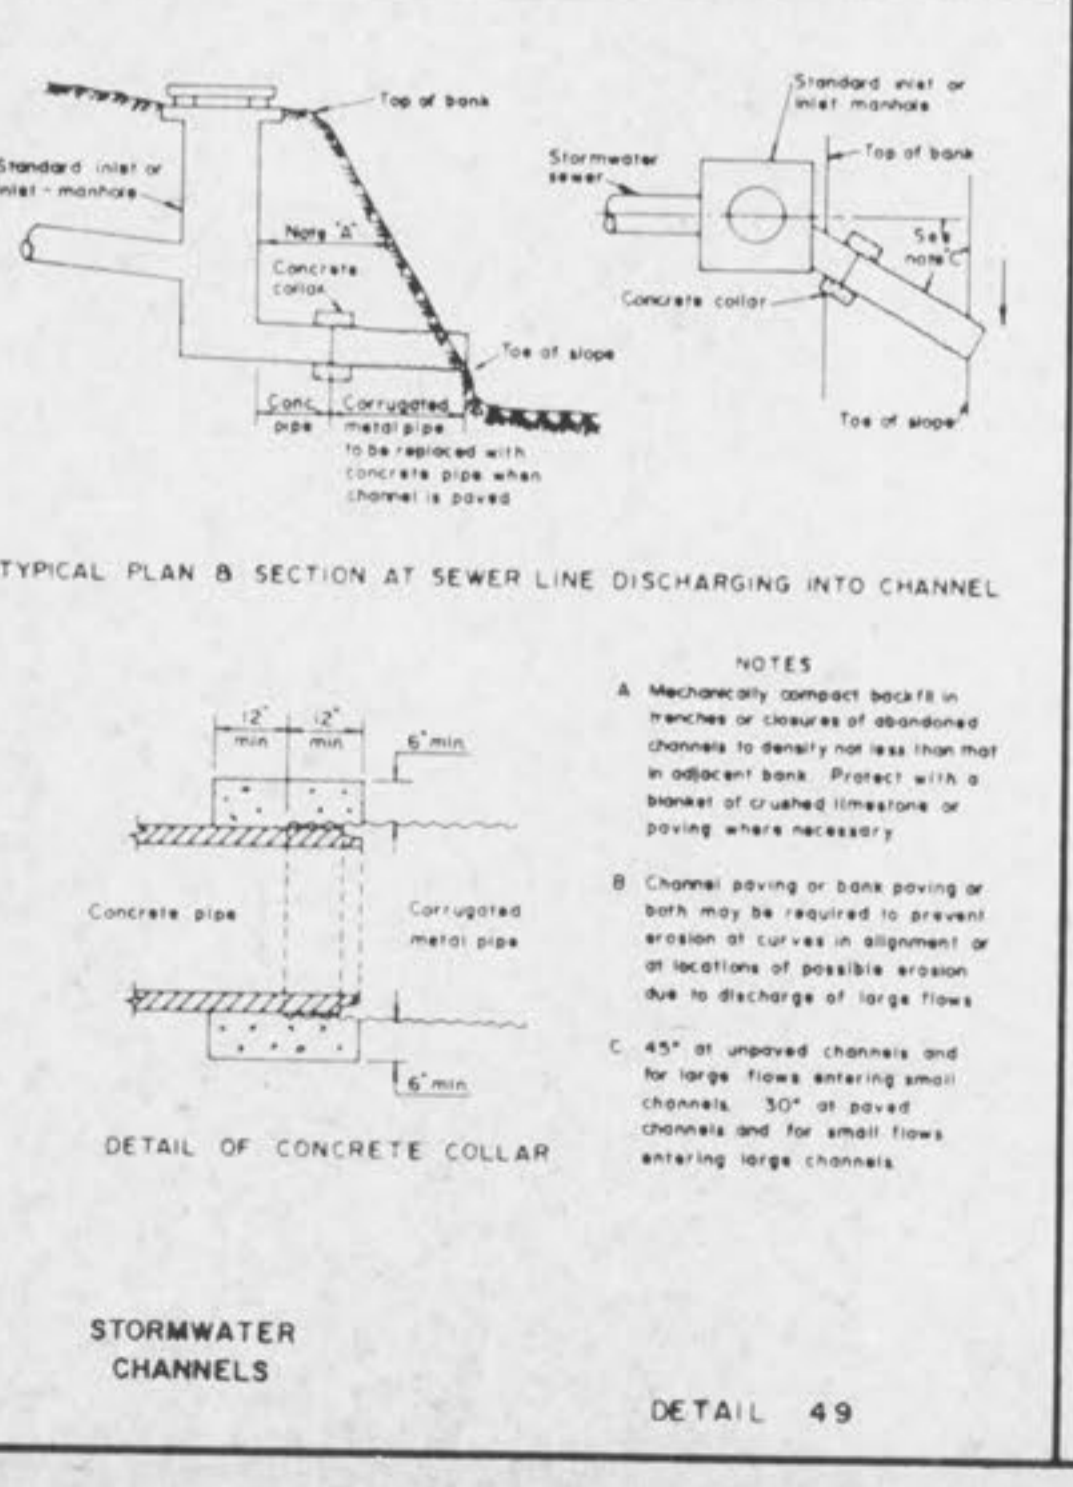 Top of bank
Standard inlet or
inlet - manhole
Note "A"
Concrete
collar
Toe of slope
Conc.
pipe
Corrugated
metal pipe
to be replaced with
concrete pipe when
channel is paved
Standard inlet or
inlet manhole
Stormwater
sewer
Top of bank
See
note "C"
Concrete collar
Toe of slope
TYPICAL PLAN & SECTION AT SEWER LINE DISCHARGING INTO CHANNEL
12"
min.
12"
min.
6" min.
Concrete pipe
Corrugated
metal pipe
6" min.
DETAIL OF CONCRETE COLLAR
NOTES
A Mechanically compact backfill in
trenches or closures of abandoned
channels to density not less than that
in adjacent bank. Protect with a
blanket of crushed limestone or
paving where necessary
B Channel paving or bank paving or
both may be required to prevent
erosion at curves in alignment or
at locations of possible erosion
due to discharge of large flows
C 45° at unpaved channels and
for large flows entering small
channels. 30° at paved
channels and for small flows
entering large channels.
STORMWATER
CHANNELS
DETAIL 49